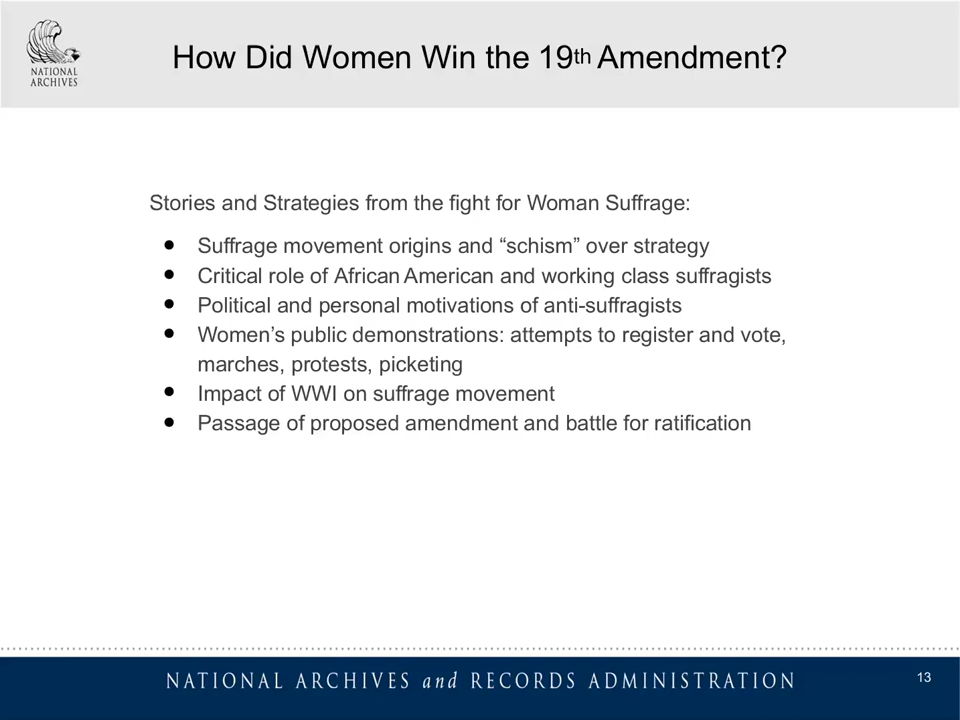 NATIONAL
ARCHIVES
How Did Women Win the 19th Amendment?
Stories and Strategies from the fight for Woman Suffrage:
● Suffrage movement origins and “schism” over strategy
● Critical role of African American and working class suffragists
● Political and personal motivations of anti-suffragists
● Women’s public demonstrations: attempts to register and vote,
marches, protests, picketing
● Impact of WWI on suffrage movement
● Passage of proposed amendment and battle for ratification
NATIONAL ARCHIVES and RECORDS ADMINISTRATION
13